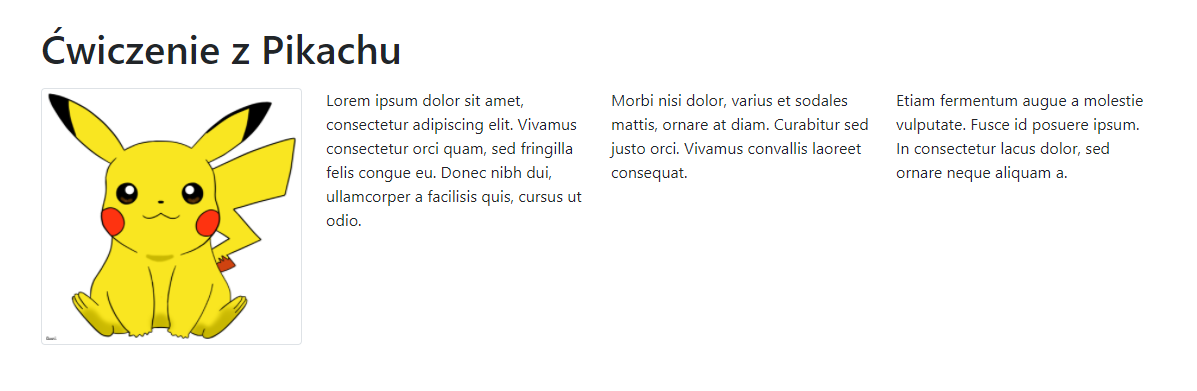 Ćwiczenie z Pikachu
Lorem ipsum dolor sit amet,
consectetur adipiscing elit. Vivamus
consectetur orci quam, sed fringilla
felis congue eu. Donec nibh dui,
ullamcorper a facilisis quis, cursus ut
odio.
Morbi nisi dolor, varius et sodales
mattis, ornare at diam. Curabitur sed
justo orci. Vivamus convallis laoreet
consequat.
Etiam fermentum augue a molestie
vulputate. Fusce id posuere ipsum.
In consectetur lacus dolor, sed
ornare neque aliquam a.